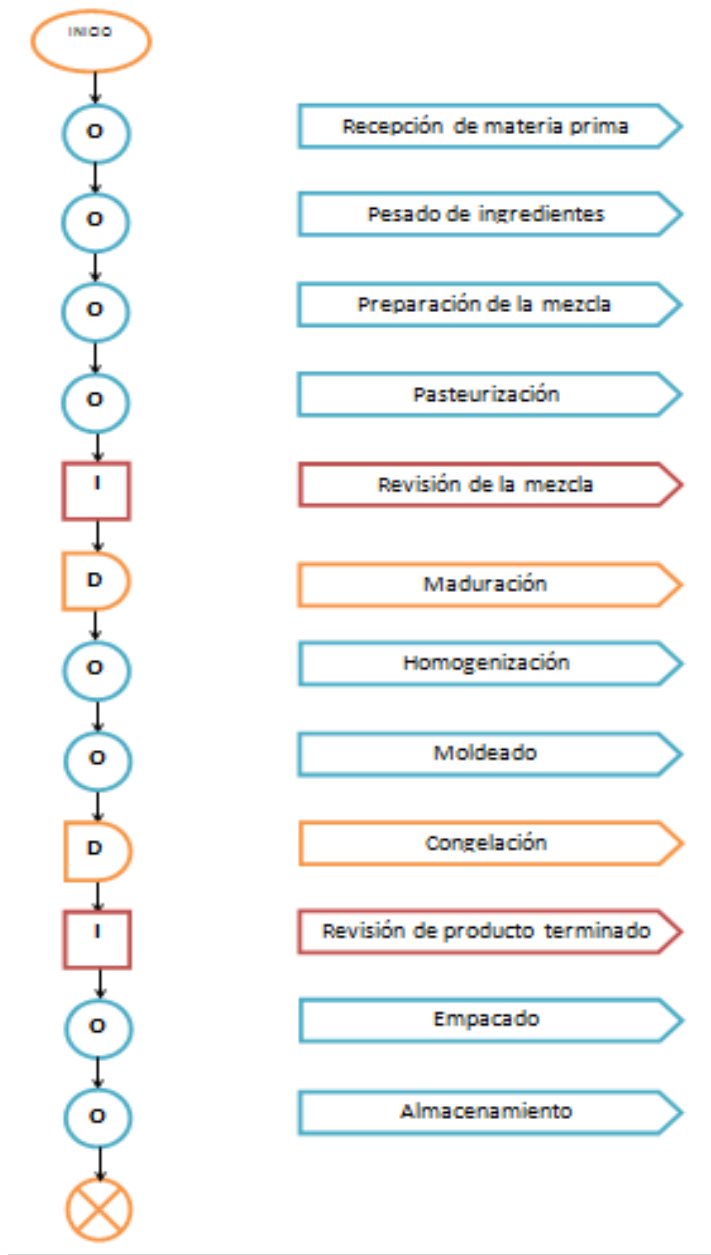 INICIO
O Recepción de materia prima
O Pesado de ingredientes
O Preparación de la mezcla
O Pasteurización
I Revisión de la mezcla
D Maduración
O Homogenización
O Moldeado
D Congelación
I Revisión de producto terminado
O Empacado
O Almacenamiento